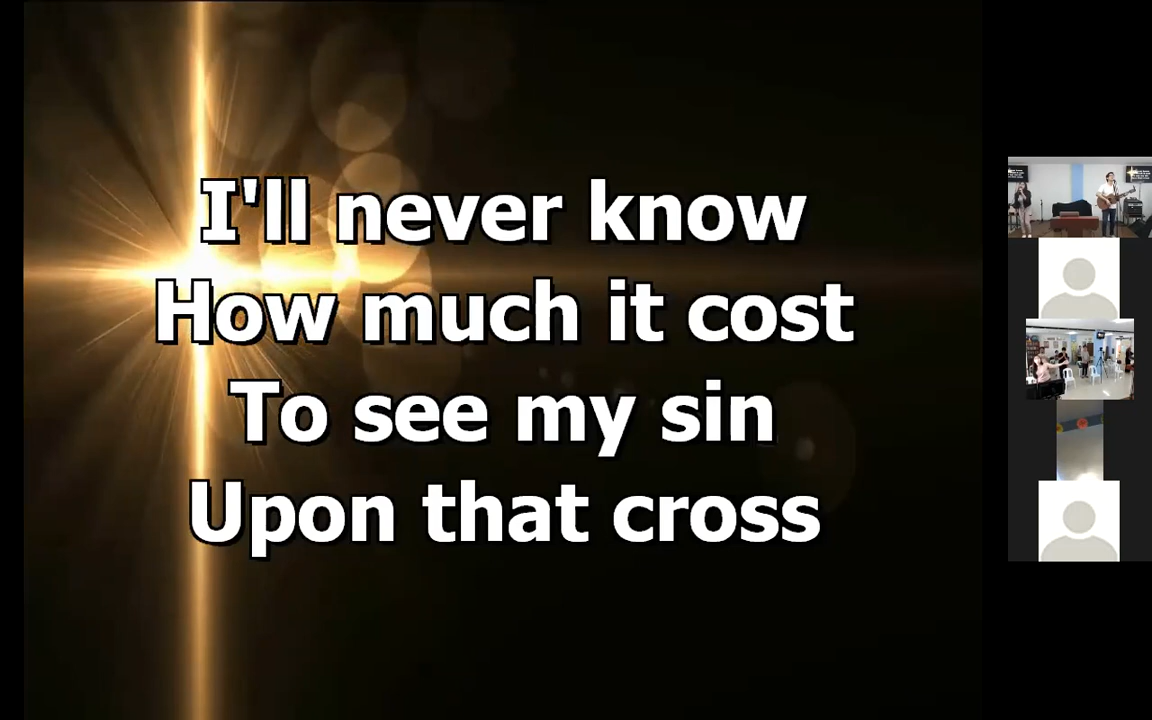 I'll never know
How much it cost
To see my sin
Upon that cross